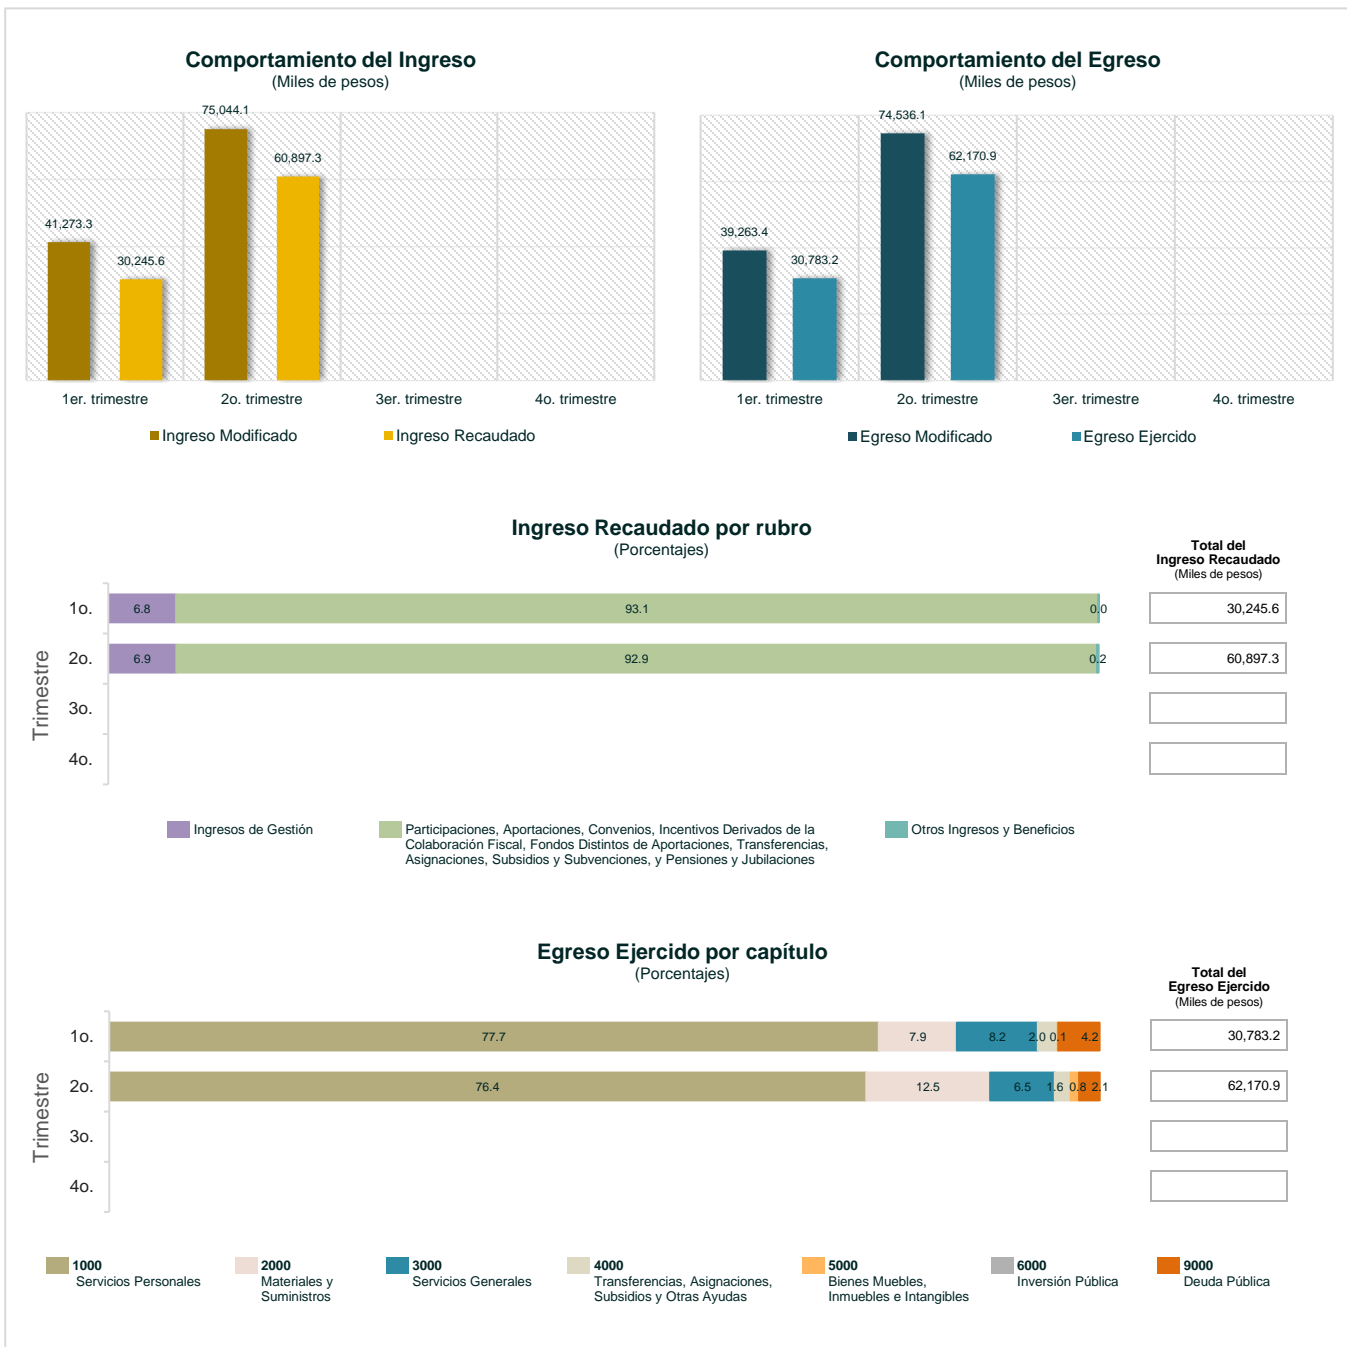 Comportamiento del Ingreso
(Miles de pesos)
75,044.1
60,897.3
41,273.3
30,245.6
1er. trimestre 2o. trimestre 3er. trimestre 4o. trimestre
Ingreso Modificado Ingreso Recaudado
Comportamiento del Egreso
(Miles de pesos)
74,536.1
62,170.9
39,263.4
30,783.2
1er. trimestre 2o. trimestre 3er. trimestre 4o. trimestre
Egreso Modificado Egreso Ejercido
Ingreso Recaudado por rubro
(Porcentajes)
Total del
Ingreso Recaudado
(Miles de pesos)
Trimestre
1o. 6.8 93.1 0.0 30,245.6
2o. 6.9 92.9 0.2 60,897.3
3o.
4o.
Ingresos de Gestión
Participaciones, Aportaciones, Convenios, Incentivos Derivados de la
Colaboración Fiscal, Fondos Distintos de Aportaciones, Transferencias,
Asignaciones, Subsidios y Subvenciones, y Pensiones y Jubilaciones
Otros Ingresos y Beneficios
Egreso Ejercido por capítulo
(Porcentajes)
Total del
Egreso Ejercido
(Miles de pesos)
Trimestre
1o. 77.7 7.9 8.2 2.0 0.1 4.2 30,783.2
2o. 76.4 12.5 6.5 1.6 0.8 2.1 62,170.9
3o.
4o.
1000
Servicios Personales
2000
Materiales y
Suministros
3000
Servicios Generales
4000
Transferencias, Asignaciones,
Subsidios y Otras Ayudas
5000
Bienes Muebles,
Inmuebles e Intangibles
6000
Inversión Pública
9000
Deuda Pública